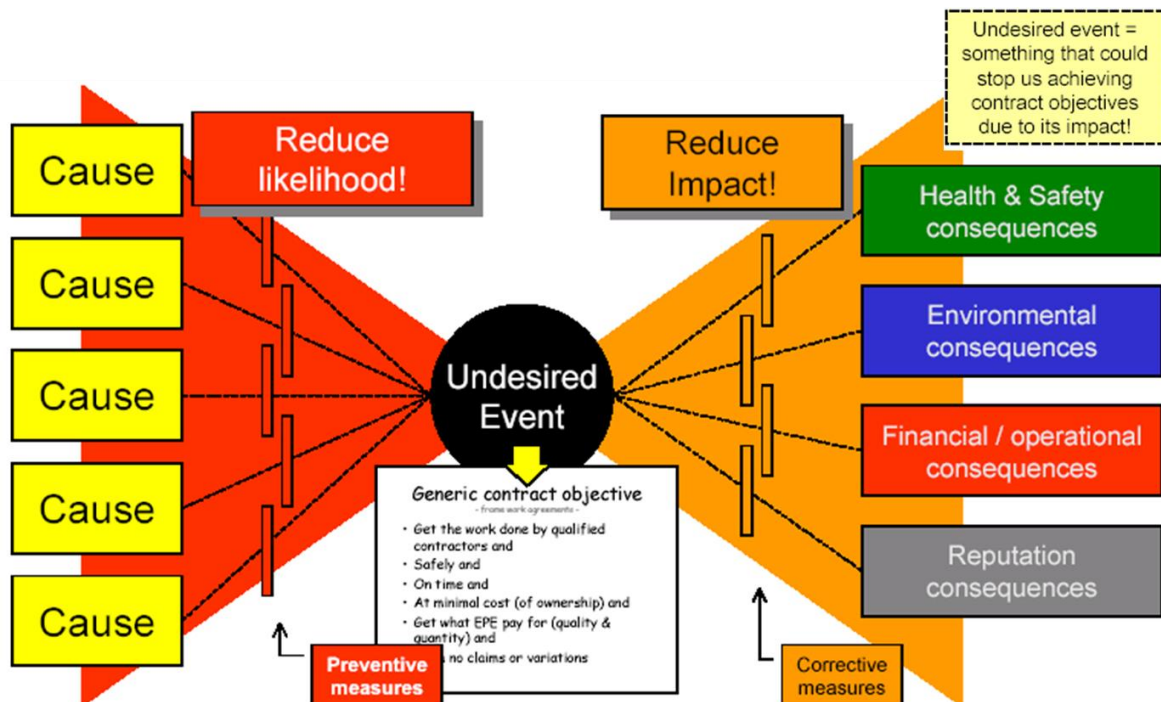 Undesired event =
something that could
stop us achieving
contract objectives
due to its impact!
Cause
Cause
Cause
Cause
Cause
Reduce
likelihood!
Reduce
Impact!
Undesired
Event
Health & Safety
consequences
Environmental
consequences
Financial / operational
consequences
Reputation
consequences
Generic contract objective
- frame work agreements -
• Get the work done by qualified
contractors and
• Safely and
• On time and
• At minimal cost (of ownership) and
• Get what EPE pay for (quality &
quantity) and
no claims or variations
Preventive
measures
Corrective
measures